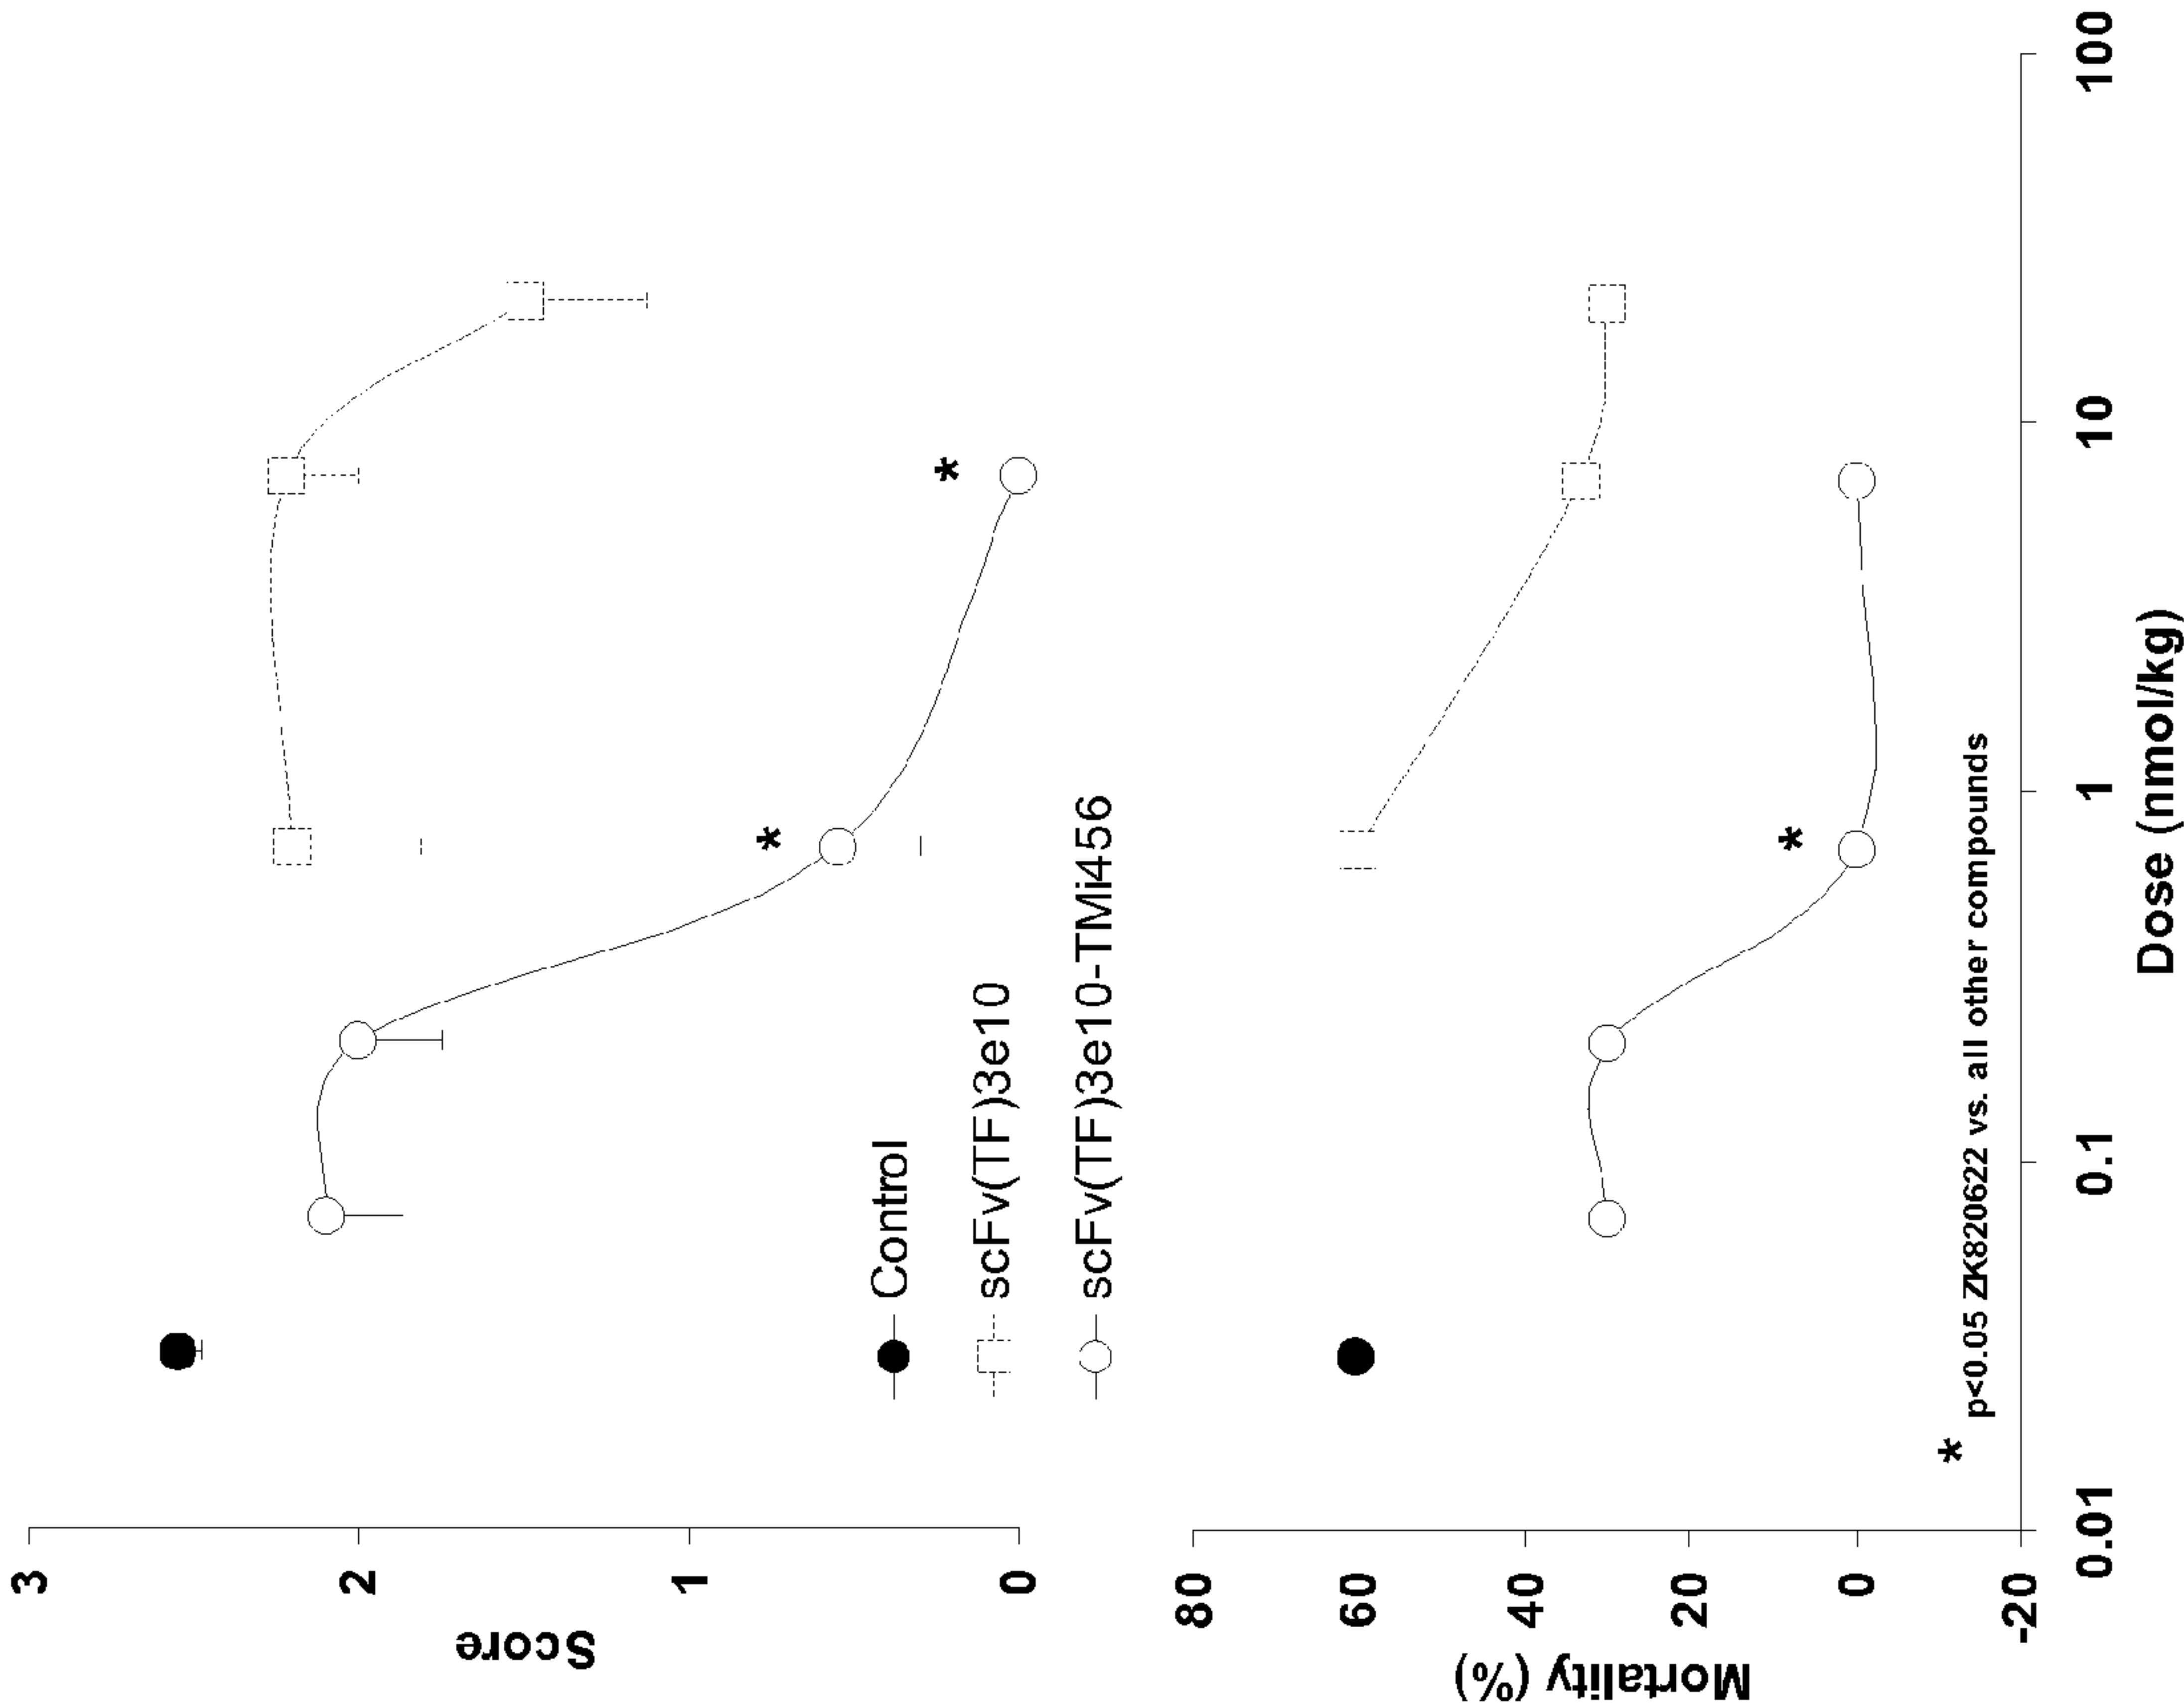 3
2
1
0
Score
*
*
Control
scFv(TF)3e10
scFv(TF)3e10-TMi456
80
60
40
20
0
-20
Mortality (%)
*
* p<0.05 ZK820622 vs. all other compounds
0.01
0.1
1
10
100
Dose (nmol/kg)